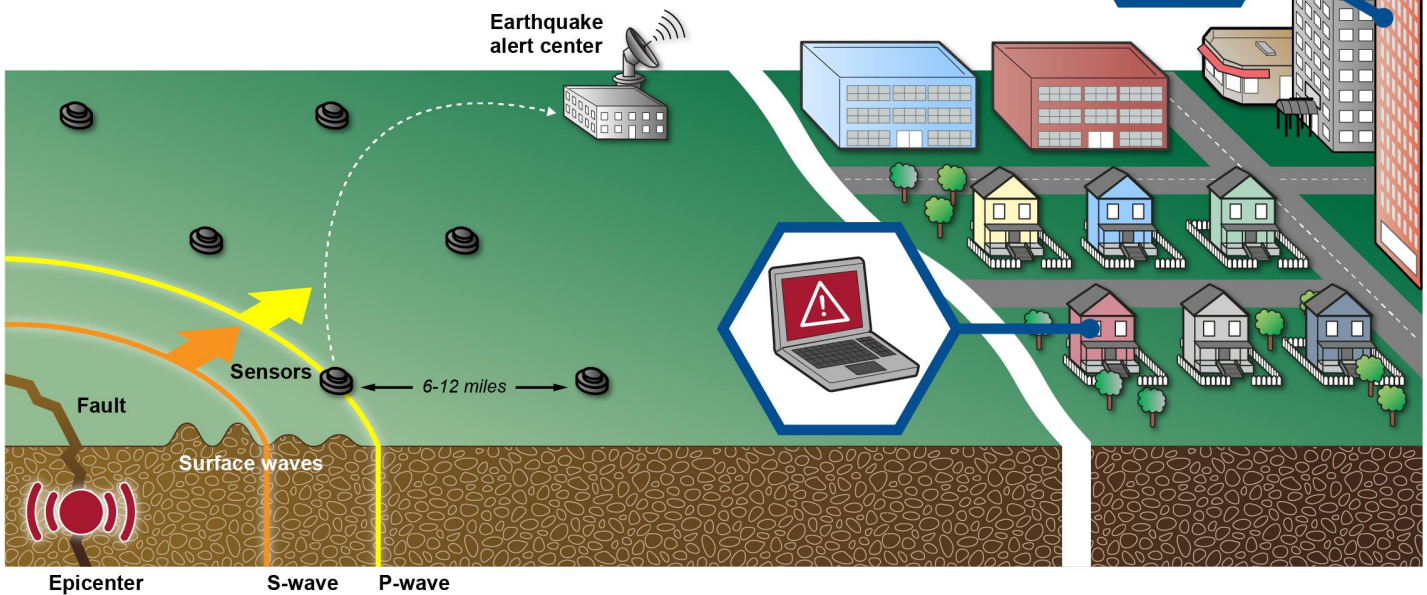 Earthquake
alert center
Sensors
6-12 miles
Fault
Surface waves
Epicenter
S-wave
P-wave